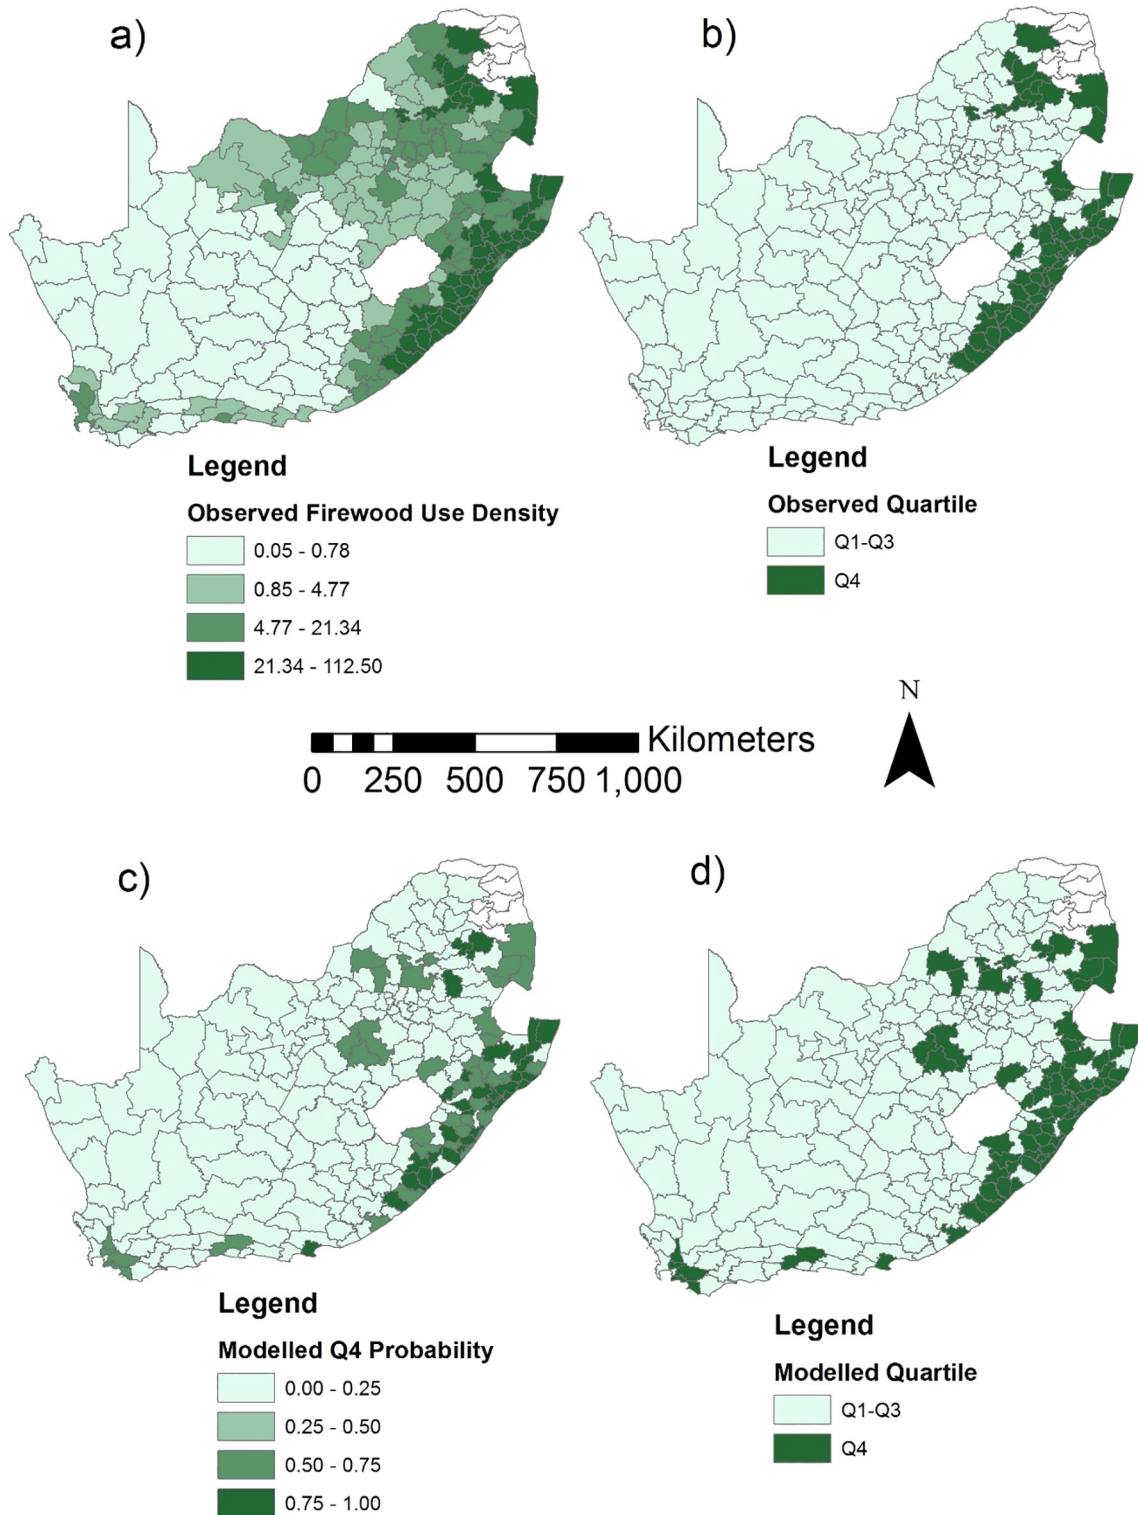 a)
b)
Legend
Observed Firewood Use Density
0.05 - 0.78
0.85 - 4.77
4.77 - 21.34
21.34 - 112.50
Legend
Observed Quartile
Q1-Q3
Q4
N
Kilometers
0 250 500 750 1,000
c)
d)
Legend
Modelled Q4 Probability
0.00 - 0.25
0.25 - 0.50
0.50 - 0.75
0.75 - 1.00
Legend
Modelled Quartile
Q1-Q3
Q4